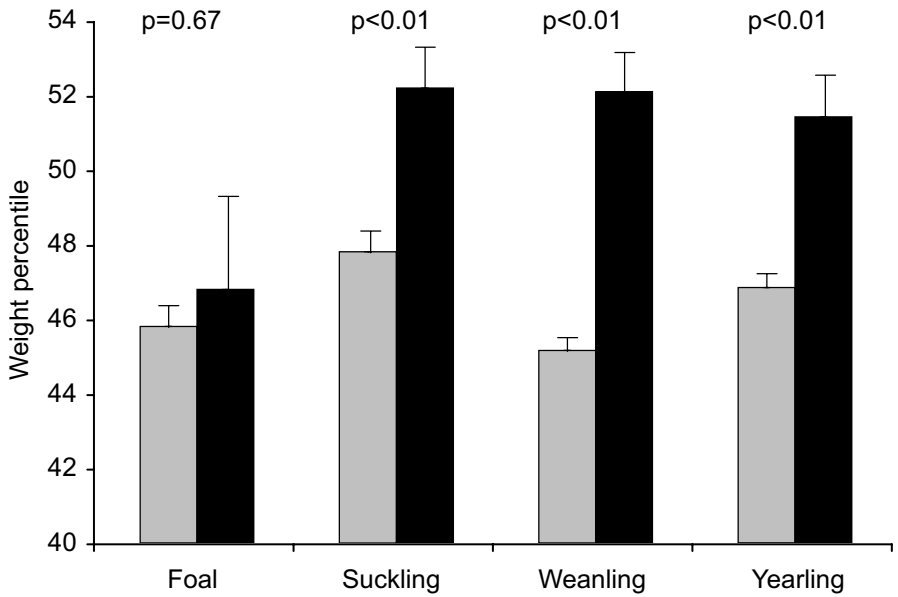 p=0.67 p<0.01 p<0.01 p<0.01
54
52
50
48
46
44
42
40
Weight percentile
Foal Suckling Weanling Yearling